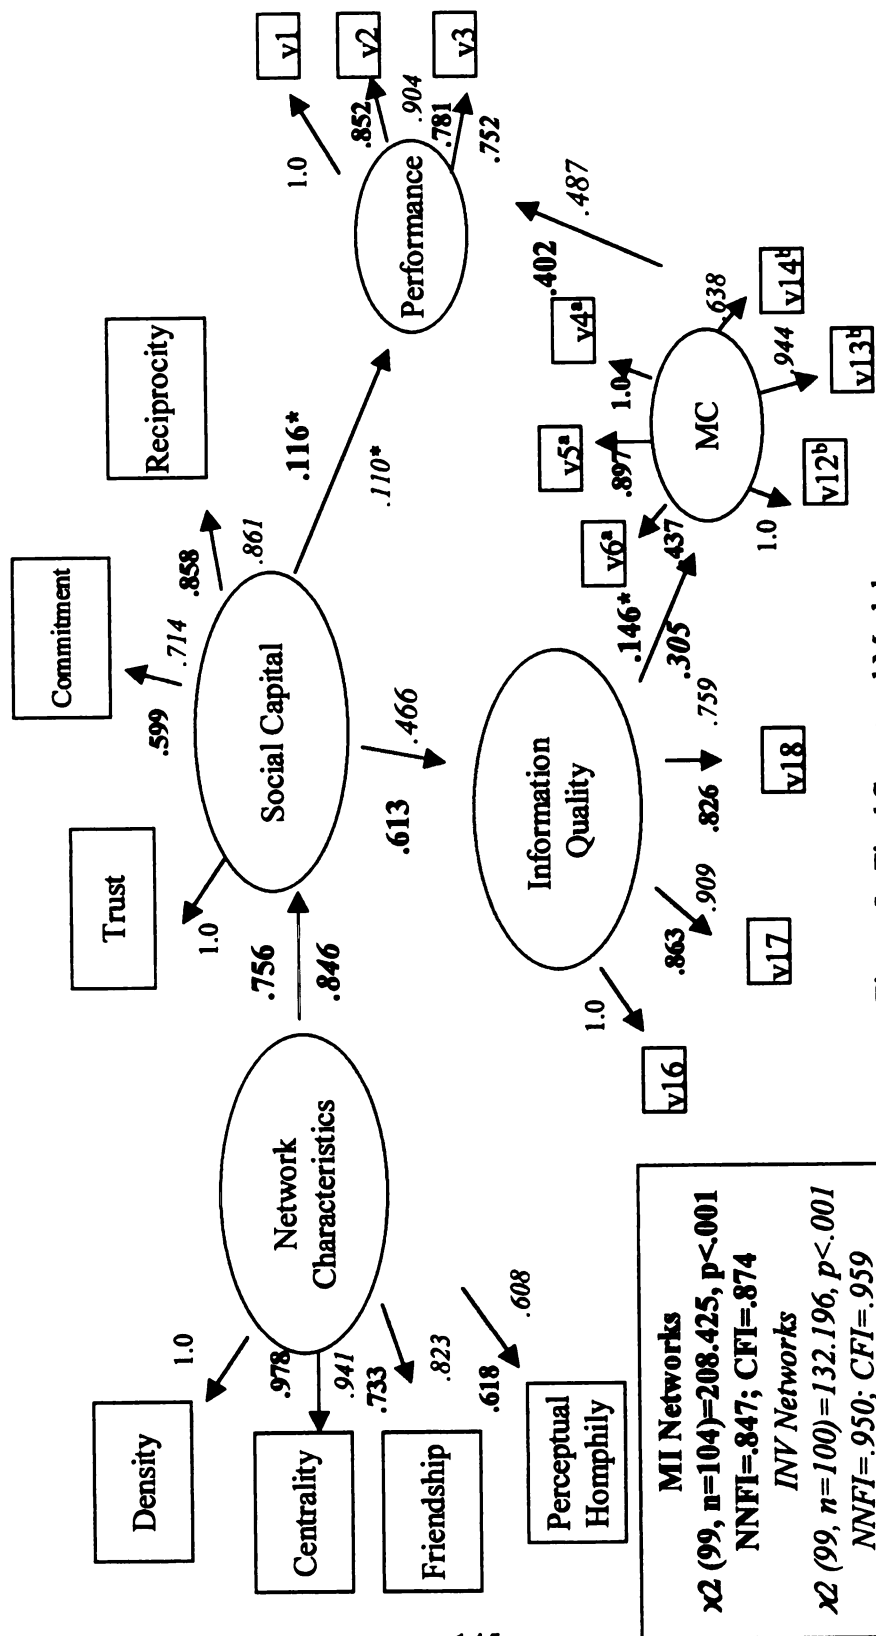 Commitment
Trust
Reciprocity
Density
1.0
.599
.714
1.0
.858
.861
1.0
v1
Centrality
.978
.941
Network
Characteristics
.756
.846
Social Capital
.116*
.110*
Performance
.852
.904
v2
.781
.752
v3
Friendship
.733
.823
.613
.466
Perceptual
Homphily
.618
.608
Information
Quality
.402
.487
v5ª
v4ª
v6ª
.897
1.0
.437
.146*
.305
MC
.638
v14ᵇ
.944
v13ᵇ
1.0
v12ᵇ
1.0
v16
.863
.909
v17
.826
.759
v18
MI Networks
χ2 (99, n=104)=208.425, p<.001
NNFI=.847; CFI=.874
INV Networks
χ2 (99, n=100)=132.196, p<.001
NNFI=.950; CFI=.959